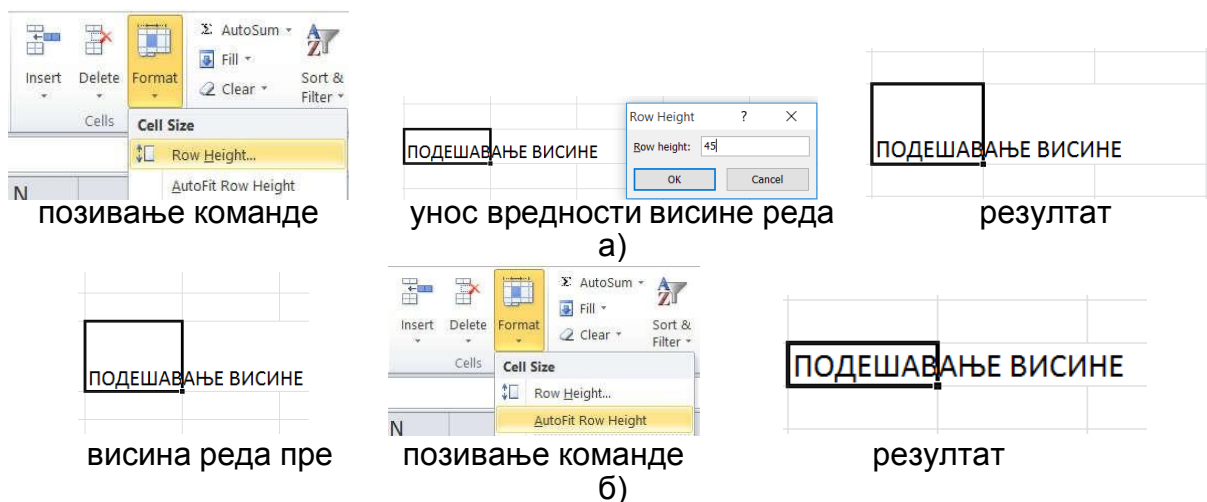 Insert Delete Format
Σ AutoSum
Fill
Clear
Sort &
Filter
Cells
Cell Size
Row Height...
AutoFit Row Height
N
позивање команде
ПОДЕШАВАЊЕ ВИСИНЕ
Row Height ? X
Row height: 45
OK Cancel
унос вредности висине реда
а)
ПОДЕШАВАЊЕ ВИСИНЕ
резултат
ПОДЕШАВАЊЕ ВИСИНЕ
висина реда пре
Insert Delete Format
Σ AutoSum
Fill
Clear
Sort &
Filter
Cells
Cell Size
Row Height...
AutoFit Row Height
N
позивање команде
ПОДЕШАВАЊЕ ВИСИНЕ
резултат
б)